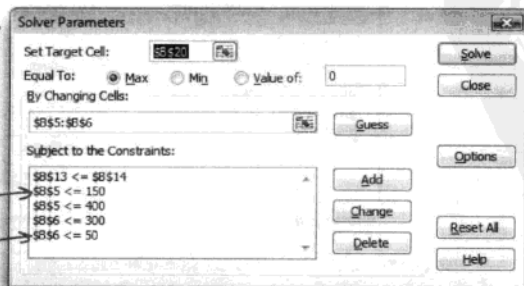 Solver Parameters
Set Target Cell: $B$20
Equal To: Max Min Value of: 0
By Changing Cells:
$B$5:$B$6
Guess
Subject to the Constraints:
$B$13 <= $B$14
$B$5 <= 150
$B$5 <= 400
$B$6 <= 300
$B$6 <= 50
Add
Change
Delete
Solve
Close
Options
Reset All
Help